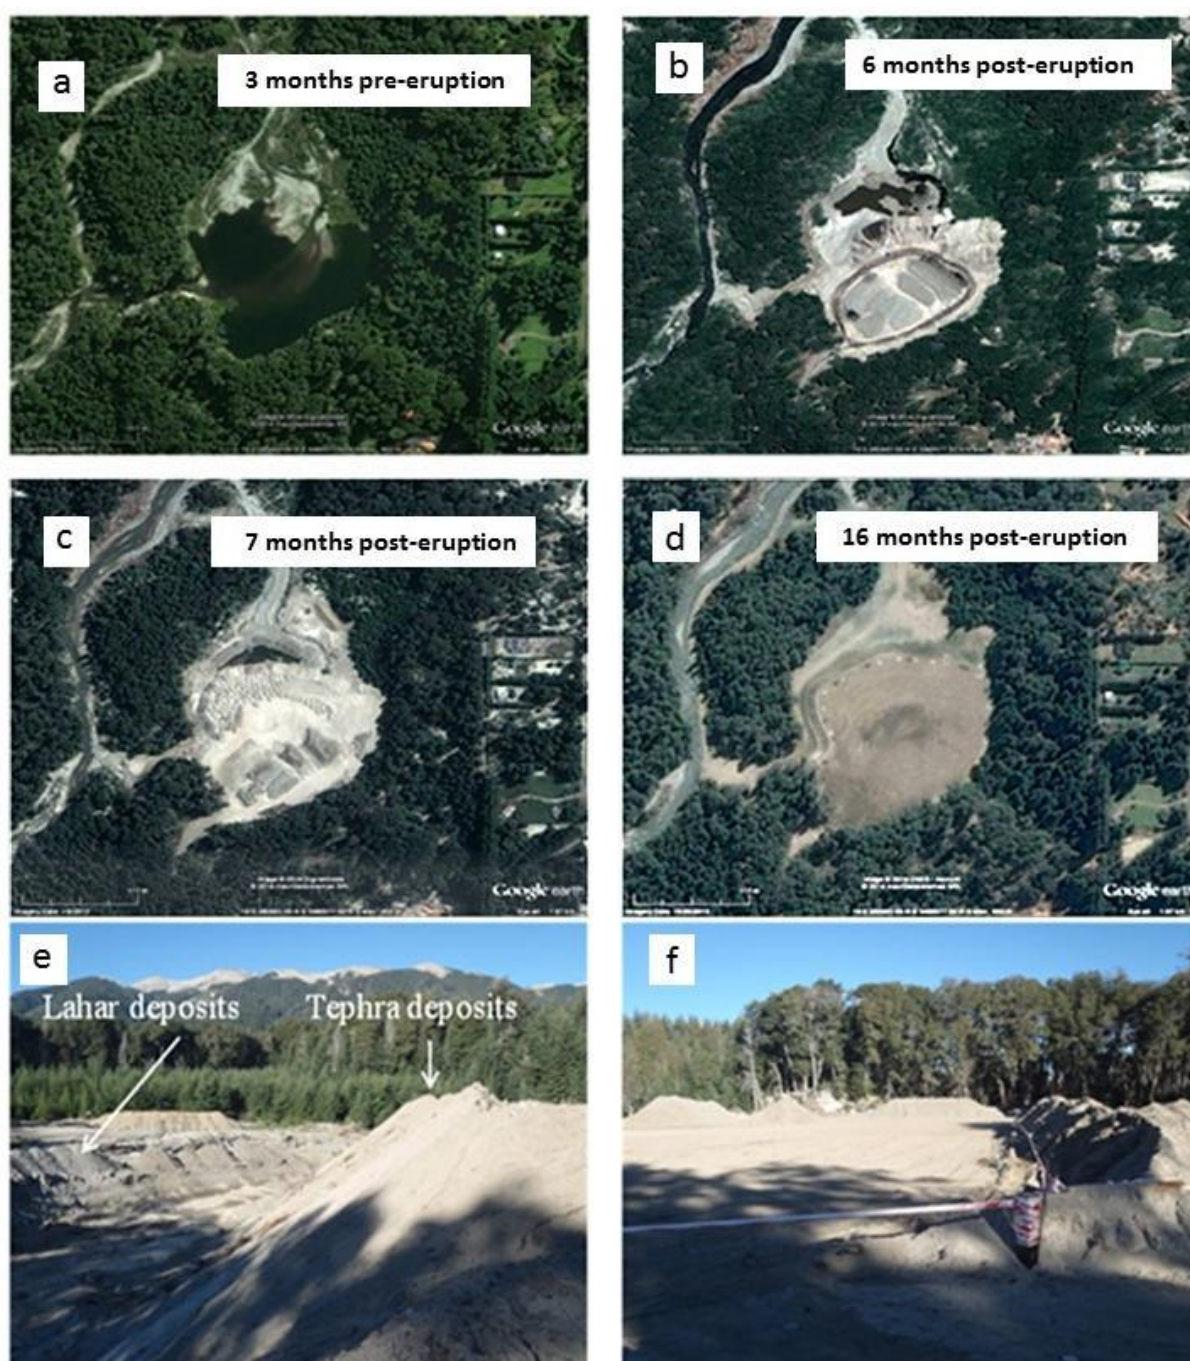 a
3 months pre-eruption
b
6 months post-eruption
Google earth
Google earth
c
7 months post-eruption
d
16 months post-eruption
Google earth
Google earth
e
Lahar deposits
Tephra deposits
f